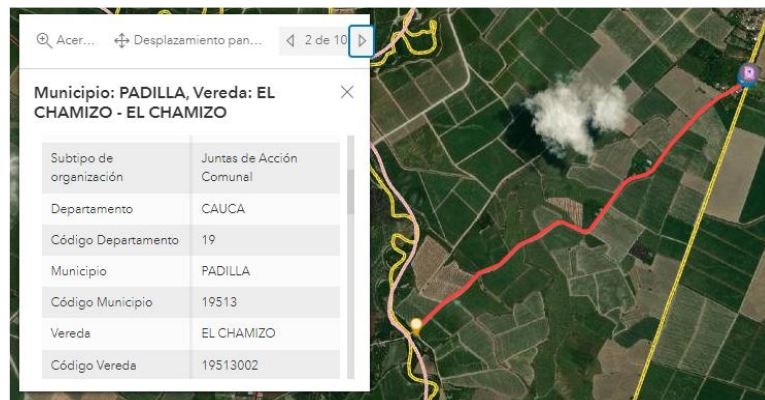 Acer... Desplazamiento pan... 2 de 10
Municipio: PADILLA, Vereda: EL
CHAMIZO - EL CHAMIZO
Subtipo de organización Juntas de Acción Comunal
Departamento CAUCA
Código Departamento 19
Municipio PADILLA
Código Municipio 19513
Vereda EL CHAMIZO
Código Vereda 19513002